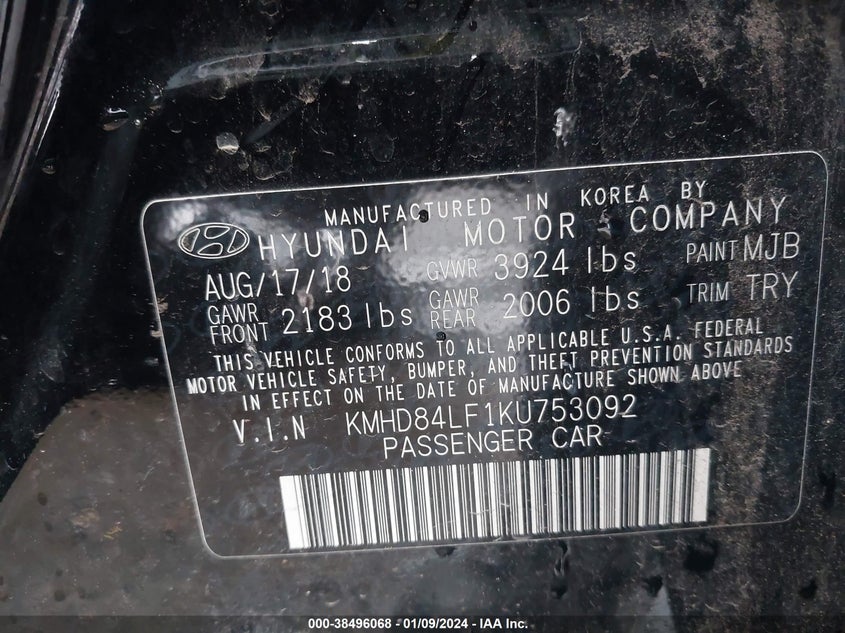 MANUFACTURED IN KOREA BY
HYUNDAI MOTOR COMPANY
AUG/17/18 GVWR 3924 lbs PAINT MJB
GAWR FRONT 2183 lbs GAWR REAR 2006 lbs TRIM TRY
THIS VEHICLE CONFORMS TO ALL APPLICABLE U.S.A. FEDERAL
MOTOR VEHICLE SAFETY, BUMPER, AND THEFT PREVENTION STANDARDS
IN EFFECT ON THE DATE OF MANUFACTURE SHOWN ABOVE
V.I.N KMHD84LF1KU753092
PASSENGER CAR
000-38496068 - 01/09/2024 - IAA Inc.